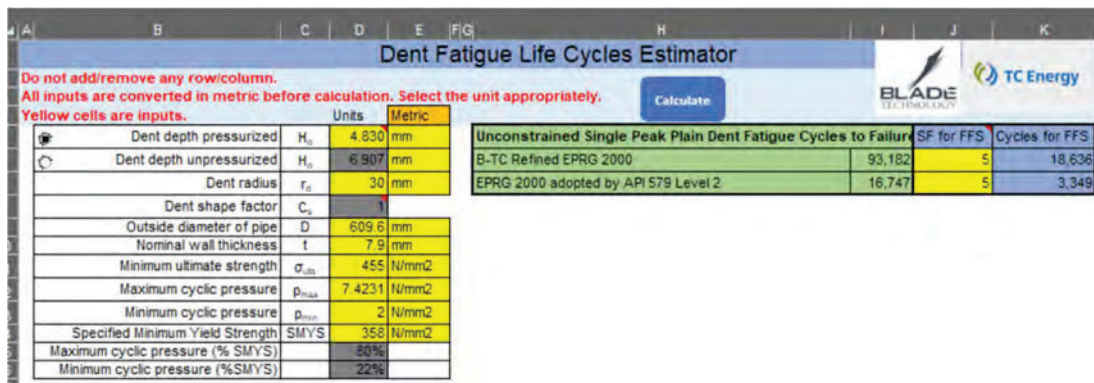 A B C D E F G H I J K
Dent Fatigue Life Cycles Estimator
BLADE
TECHNOLOGY
TC Energy
Do not add/remove any row/column.
All inputs are converted in metric before calculation. Select the unit appropriately.
Calculate
Yellow cells are inputs. Units Metric
Dent depth pressurized H₀ 4.830 mm
Dent depth unpressurized H₀ 6.907 mm
Dent radius 30 mm
Dent shape factor 1
Outside diameter of pipe D 609.6 mm
Nominal wall thickness t 7.9 mm
Minimum ultimate strength σ 455 N/mm2
Maximum cyclic pressure pmax 7.4231 N/mm2
Minimum cyclic pressure pmin 2 N/mm2
Specified Minimum Yield Strength SMYS 358 N/mm2
Maximum cyclic pressure (% SMYS) 80%
Minimum cyclic pressure (%SMYS) 22%
Unconstrained Single Peak Plain Dent Fatigue Cycles to Failure SF for FFS Cycles for FFS
B-TC Refined EPRG 2000 93,182 5 18,636
EPRG 2000 adopted by API 579 Level 2 16,747 5 3,349